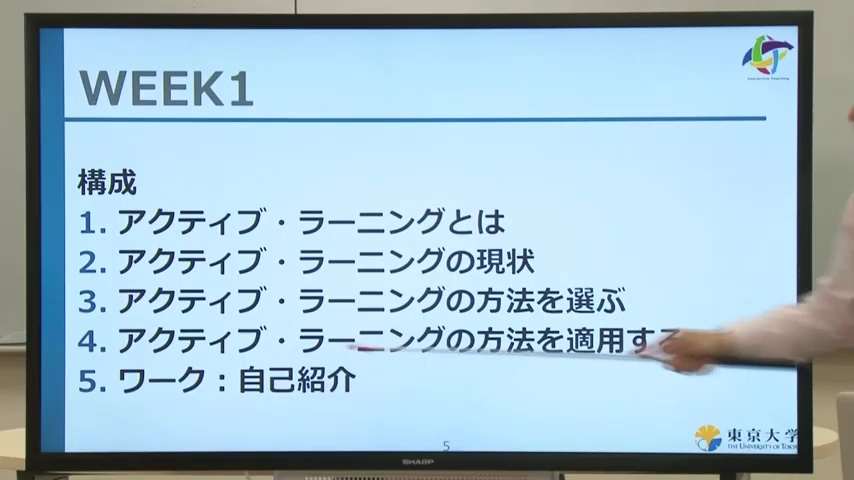 WEEK1
Interactive Teaching
構成
1. アクティブ・ラーニングとは
2. アクティブ・ラーニングの現状
3. アクティブ・ラーニングの方法を選ぶ
4. アクティブ・ラーニングの方法を適用する
5. ワーク：自己紹介
5
東京大学
THE UNIVERSITY OF TOKYO
SHARP